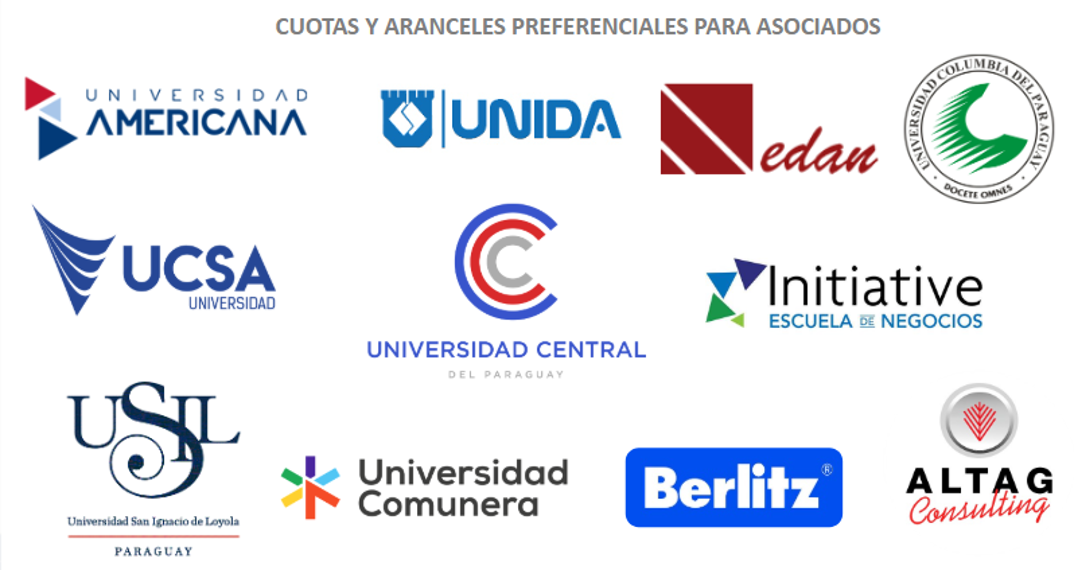 CUOTAS Y ARANCELES PREFERENCIALES PARA ASOCIADOS
UNIVERSIDAD
AMERICANA
UNIDA
edan
UNIVERSIDAD COLUMBIA DEL PARAGUAY
DOCETE OMNES
UCSA
UNIVERSIDAD
UNIVERSIDAD CENTRAL
DEL PARAGUAY
Initiative
ESCUELA DE NEGOCIOS
USIL
Universidad San Ignacio de Loyola
PARAGUAY
Universidad
Comunera
Berlitz®
ALTAG
Consulting